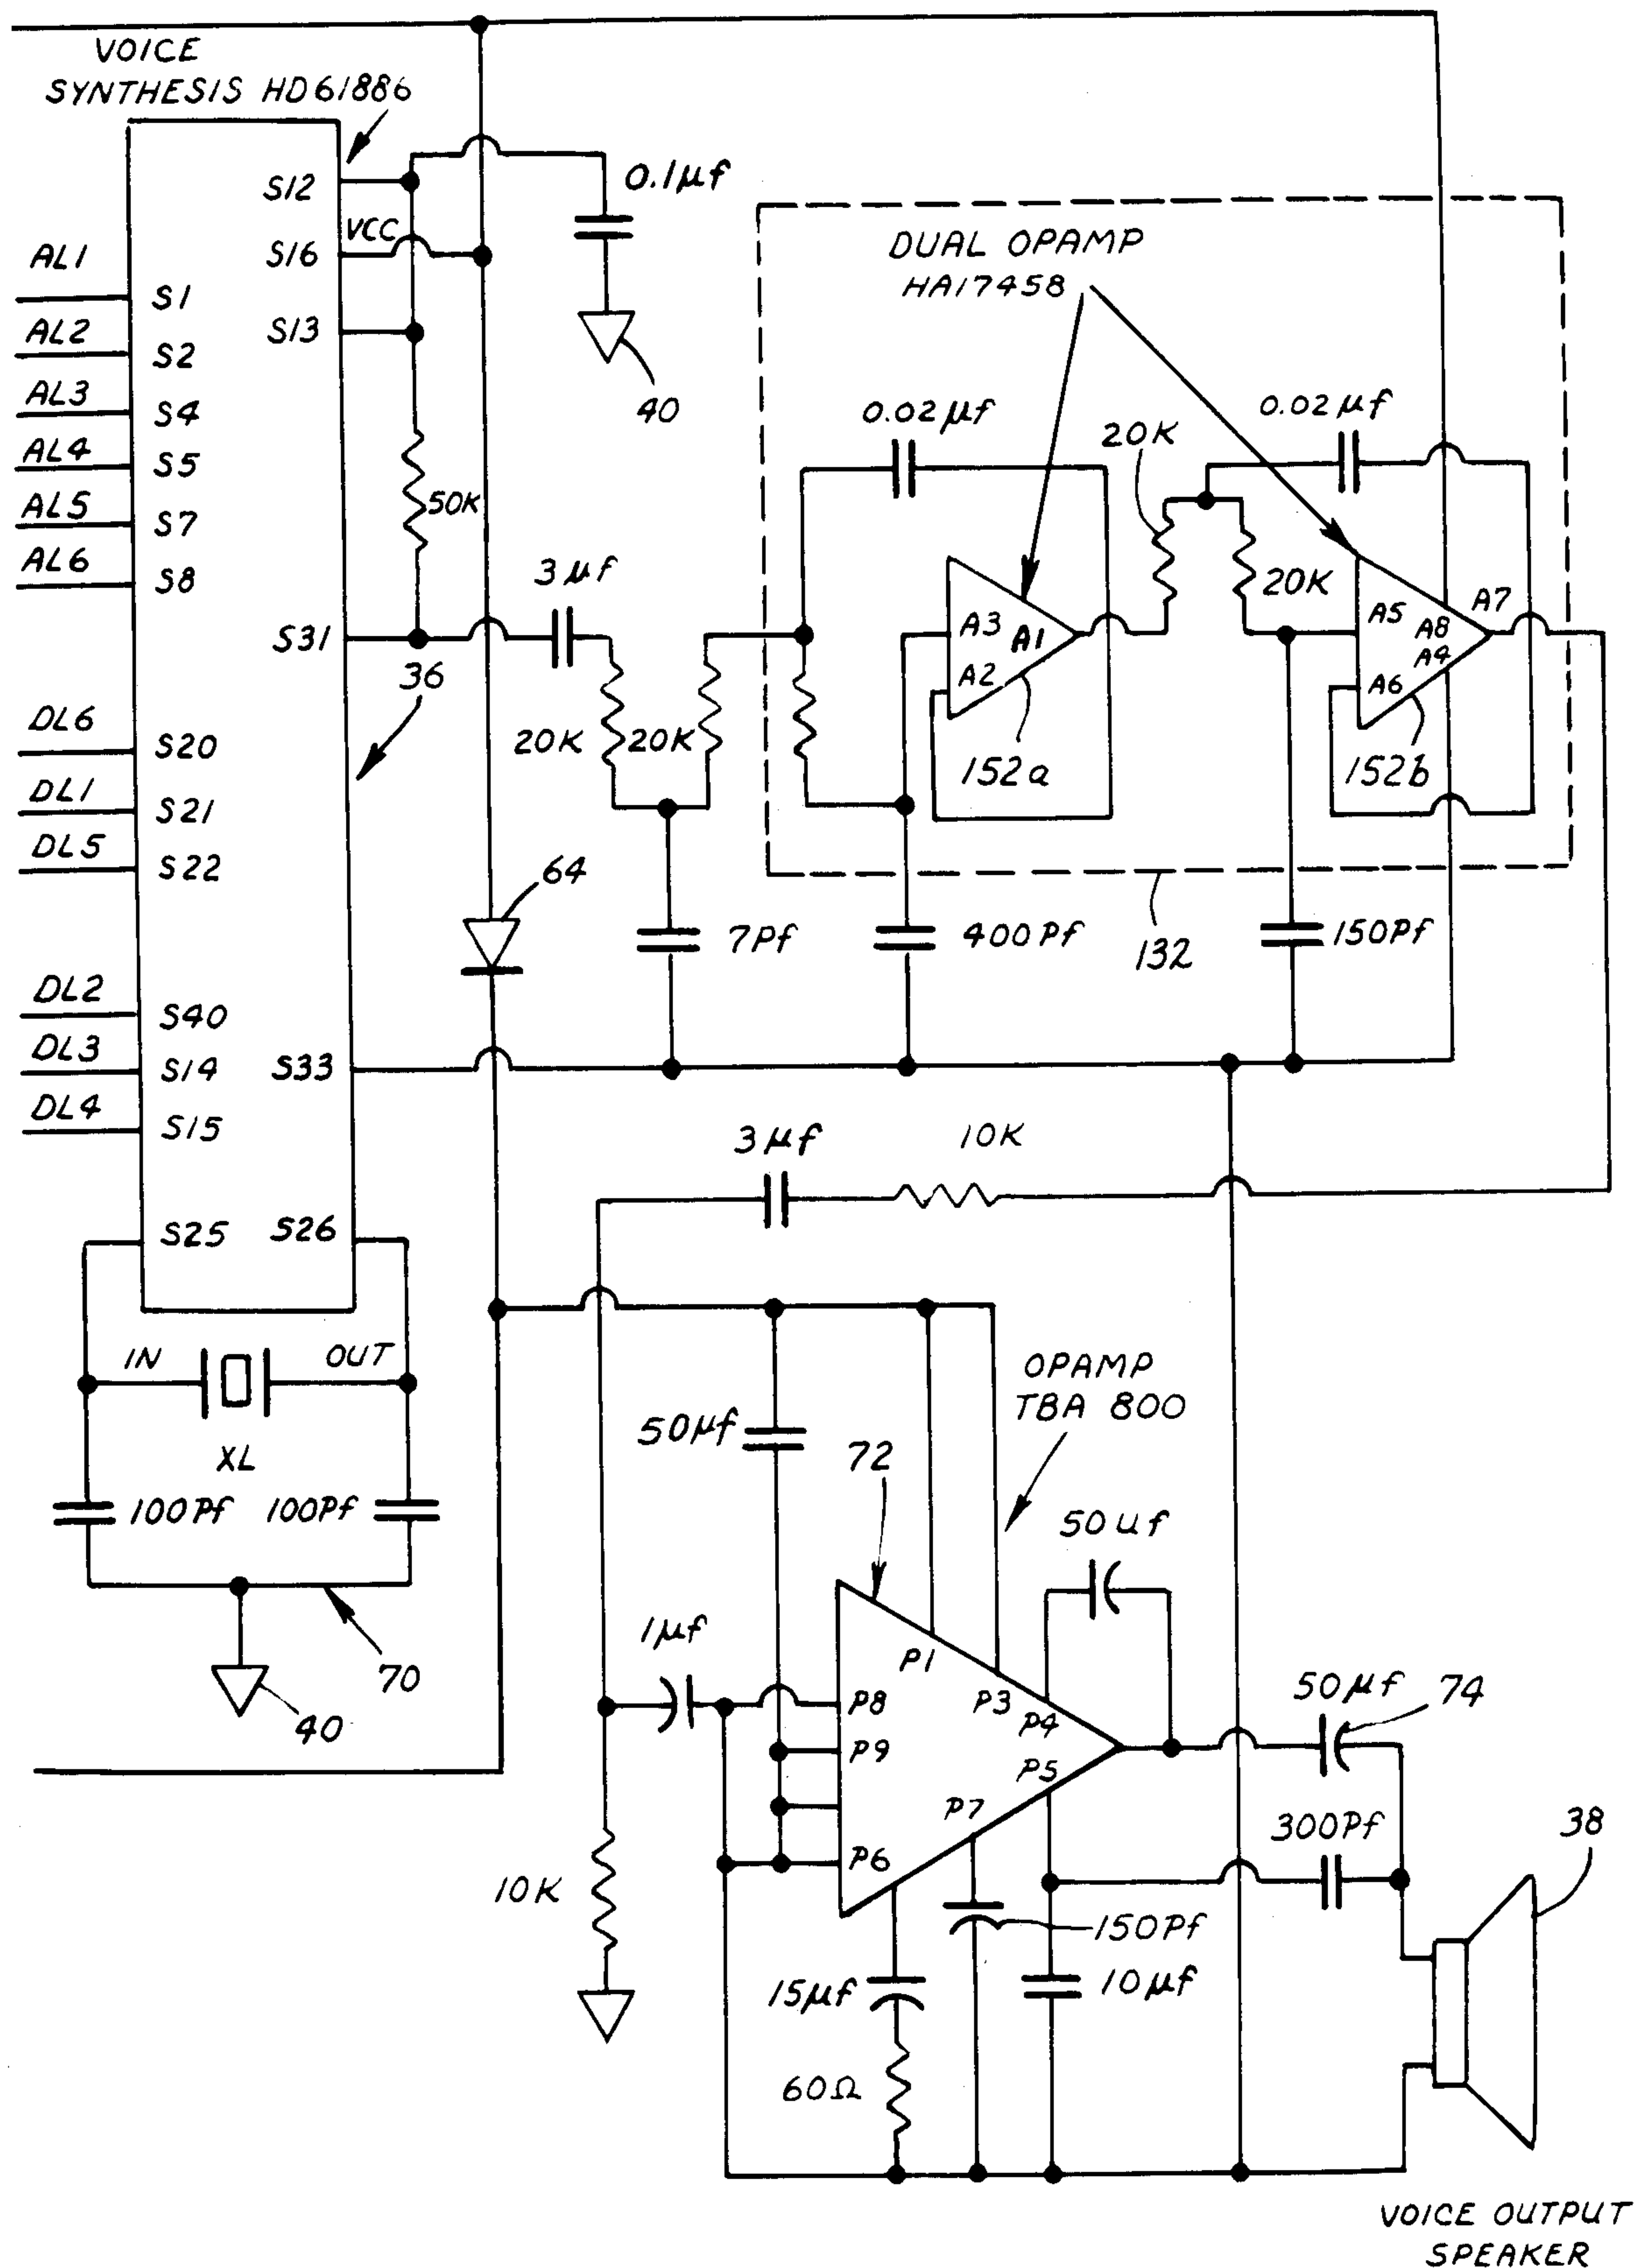 VOICE
SYNTHESIS HD61886
S12
0.1µf
VCC
S16
DUAL OPAMP
HA17458
AL1
S1
AL2
S13
S2
AL3
40
S4
0.02µf
0.02µf
20K
AL4
S5
50K
AL5
S7
AL6
3µf
20K
S8
A5
A7
S31
A3
A1
A8
A4
36
A2
A6
DL6
20K
20K
152a
152b
S20
DL1
S21
DL5
64
S22
7Pf
400Pf
132
150Pf
DL2
S40
DL3
S14
S33
DL4
S15
3µf
10K
S25
S26
IN
OUT
OPAMP
TBA 800
50µf
72
XL
100Pf
100Pf
50uf
1µf
70
P1
50µf
74
P8
P3
P4
40
P9
P5
P7
300Pf
38
P6
10K
150Pf
15µf
10µf
60Ω
VOICE OUTPUT
SPEAKER